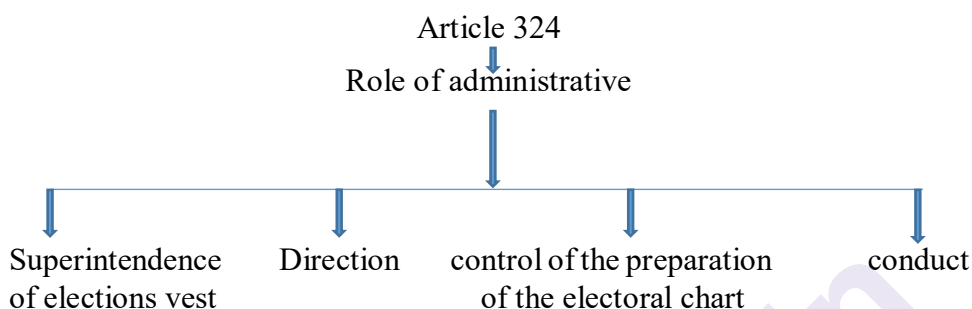 Article 324
Role of administrative
Superintendence of elections vest
Direction
control of the preparation of the electoral chart
conduct